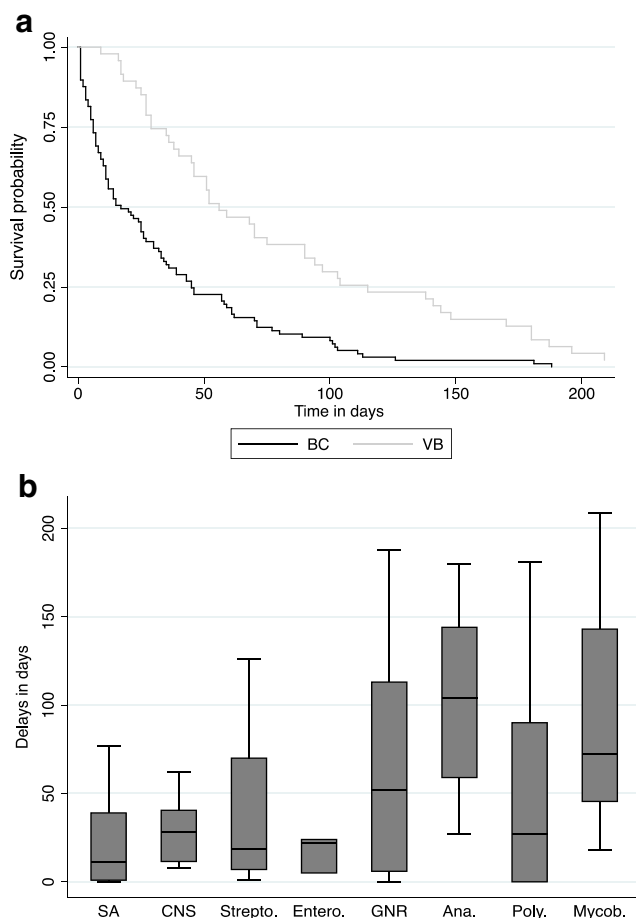 a
Survival probability
1.00
0.75
0.50
0.25
0.00
0 50 100 150 200
Time in days
BC VB
b
Delays in days
200
150
100
50
0
SA CNS Strepto. Entero. GNR Ana. Poly. Mycob.